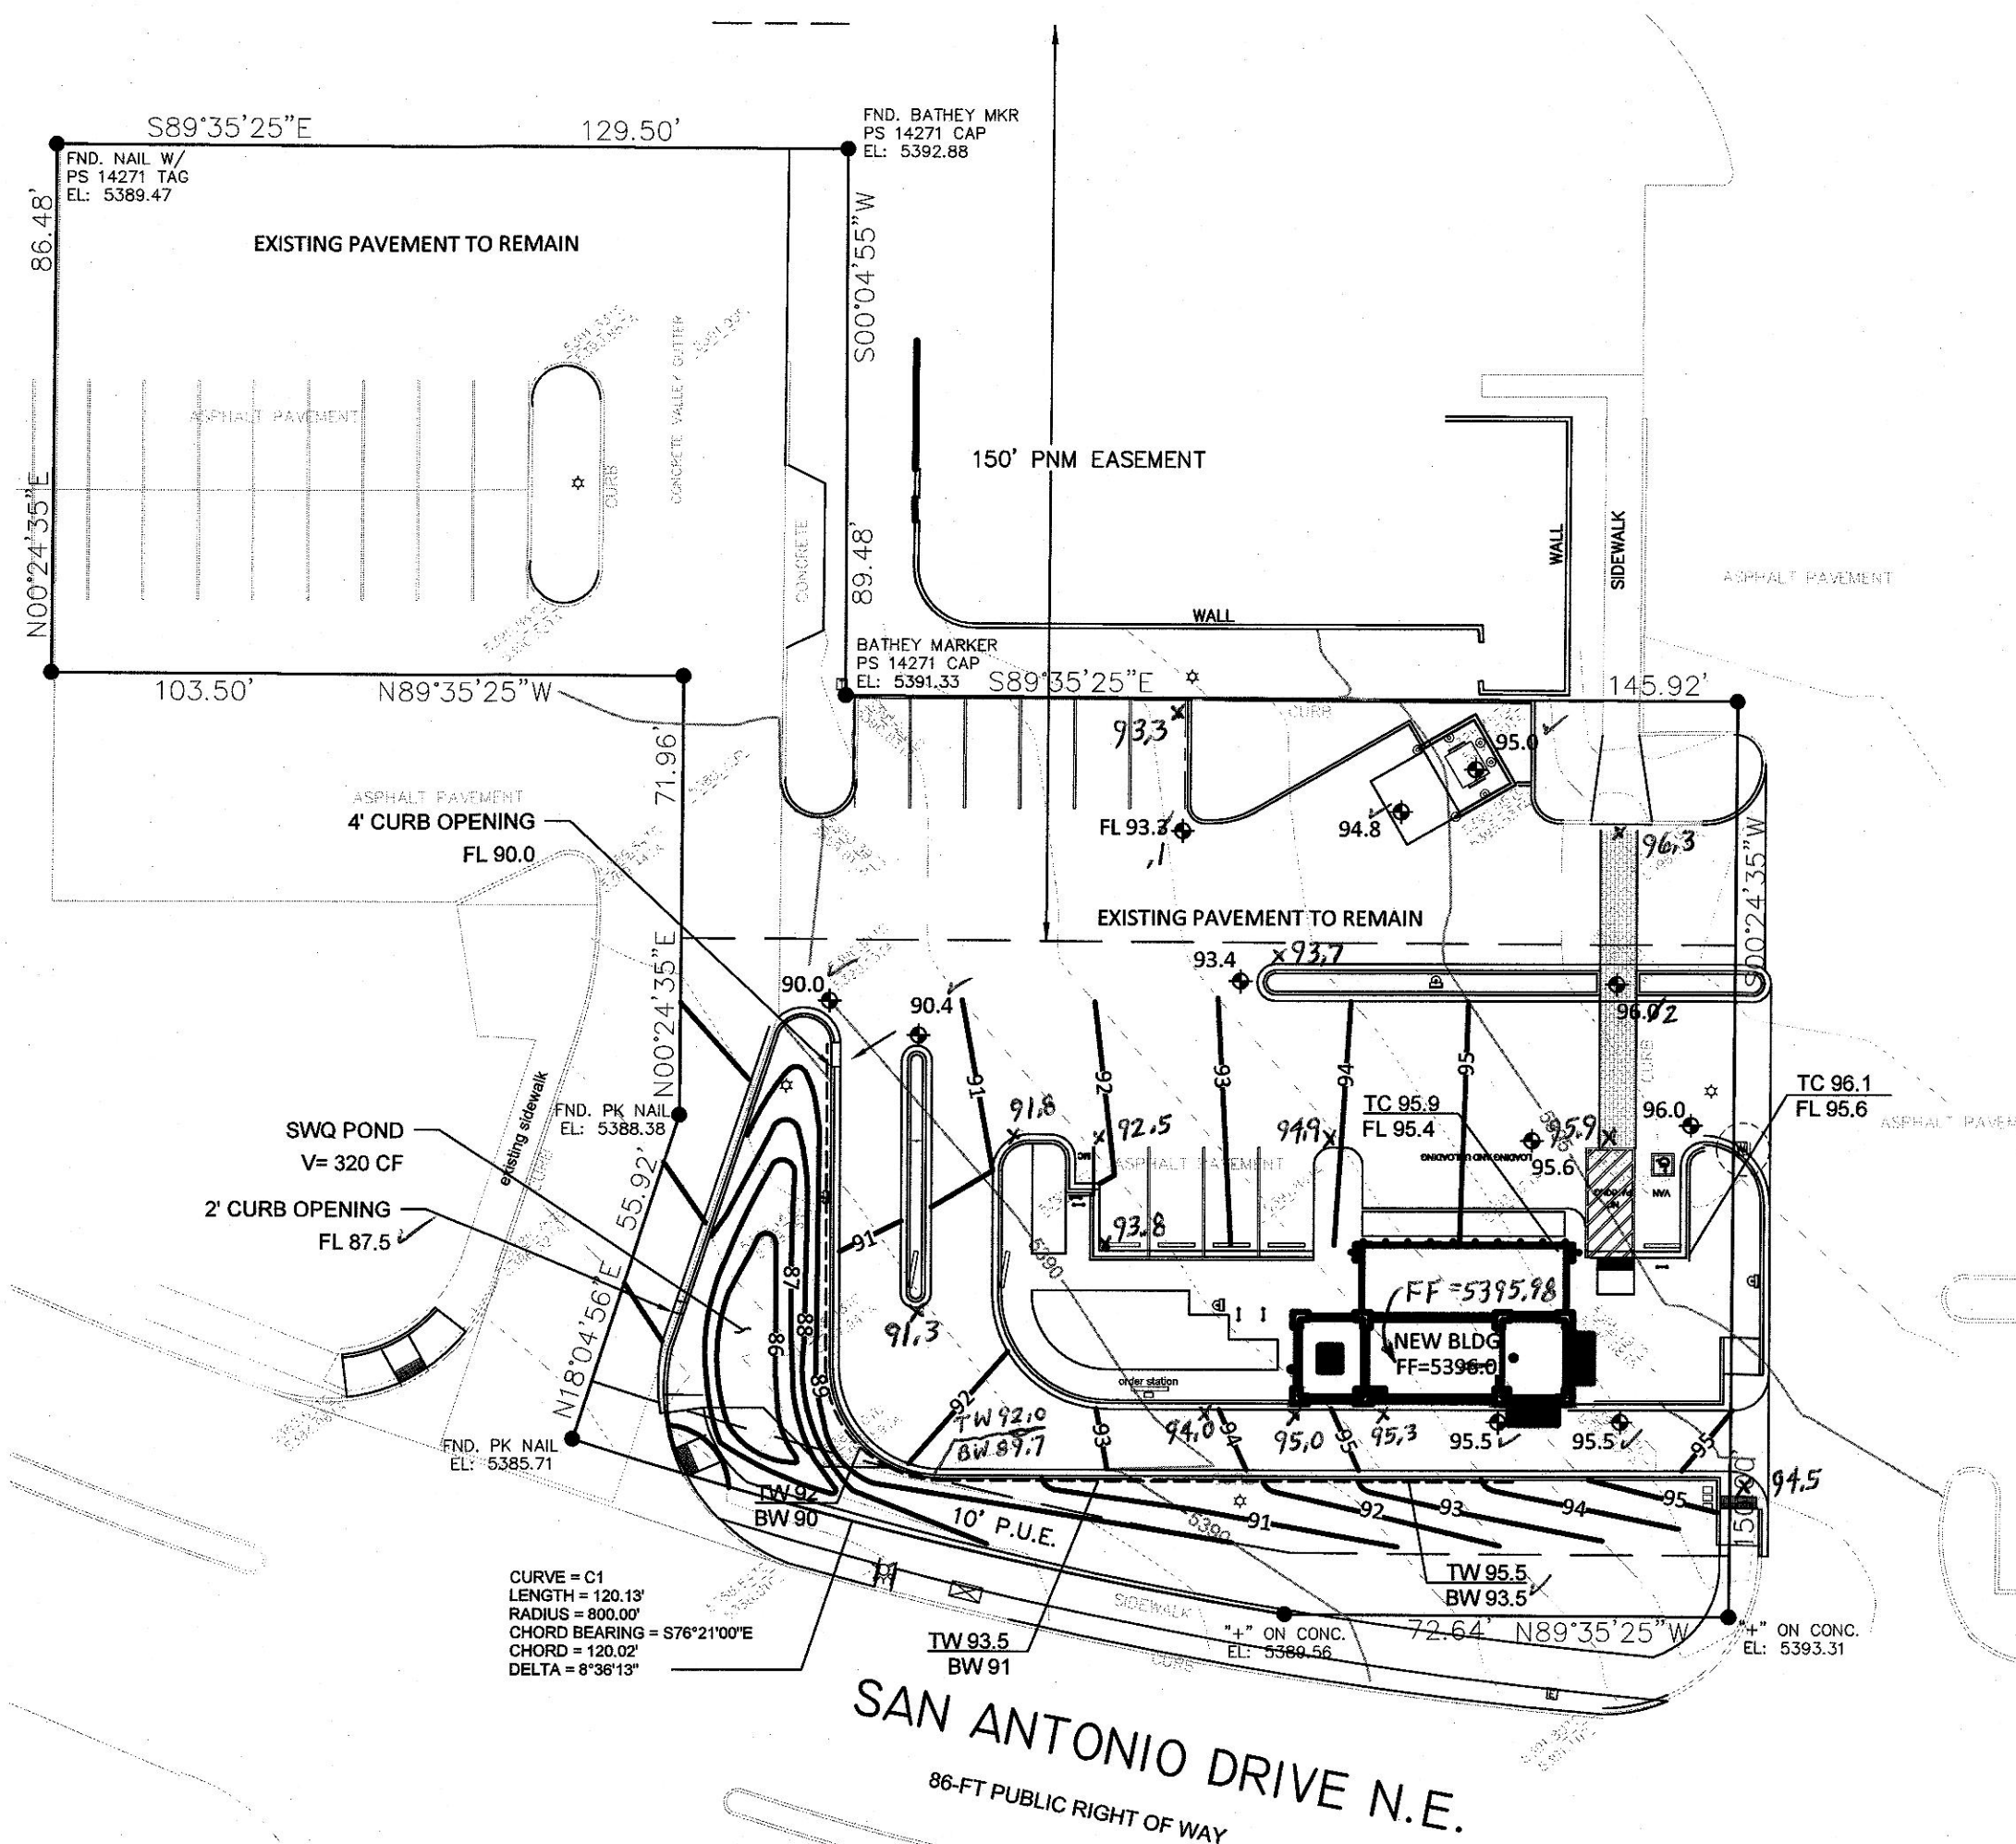 S89°35'25"E
129.50'
FND. BATHEY MKR
PS 14271 CAP
EL: 5392.88
FND. NAIL W/
PS 14271 TAG
EL: 5389.47
86.48'
N00°24'35"E
EXISTING PAVEMENT TO REMAIN
S00°04'55"W
89.48'
ASPHALT PAVEMENT
CURB
CONCRETE VALLEY GUTTER
CONCRETE
150' PNM EASEMENT
WALL
SIDEWALK
ASPHALT PAVEMENT
WALL
BATHEY MARKER
PS 14271 CAP
EL: 5391.33
S89°35'25"E
145.92'
103.50'
N89°35'25"W
71.96'
N00°24'35"E
93.3
CURB
95.0
ASPHALT PAVEMENT
4' CURB OPENING
FL 90.0
FL 93.3
.1
94.8
96.3
S00°24'35"W
EXISTING PAVEMENT TO REMAIN
93.4
93.7
90.0
90.4
96.0 2
CURB
existing sidewalk
CURB
91
92
93
94
95
TC 96.1
FL 95.6
FND. PK NAIL
EL: 5388.38
91.8
92.5
94.9
TC 95.9
FL 95.4
5395
95.9
96.0
95.6
LOADING AND UNLOADING
NO PARKING
VAN
MC
ASPHALT PAVEMENT
SWQ POND
V= 320 CF
55.92'
N18°04'56"E
2' CURB OPENING
FL 87.5
91
93.8
5390
87
88
86
89
91.3
FF =5395.98
NEW BLDG
FF=5396.0
order station
92
TW 92.0
BW 89.7
93
94.0
94
95.0
95
95.3
95.5
95.5
95
94.5
150.00'
FND. PK NAIL
EL: 5385.71
TW 92
BW 90
10' P.U.E.
5390
91
92
93
94
95
TW 95.5
BW 93.5
CURVE = C1
LENGTH = 120.13'
RADIUS = 800.00'
CHORD BEARING = S76°21'00"E
CHORD = 120.02'
DELTA = 8°36'13"
SIDEWALK
TW 93.5
BW 91
CURB
"+" ON CONC.
EL: 5389.56
72.64'
N89°35'25"W
"+" ON CONC.
EL: 5393.31
SAN ANTONIO DRIVE N.E.
86-FT PUBLIC RIGHT OF WAY